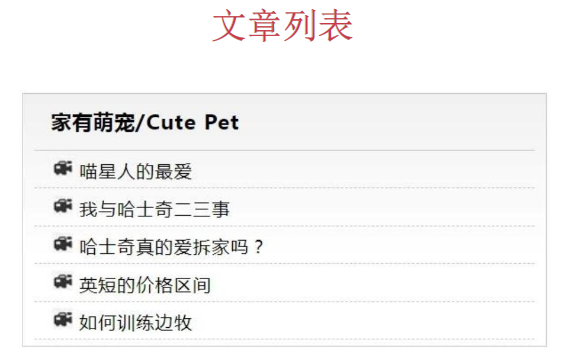 文章列表
家有萌宠/Cute Pet
喵星人的最爱
我与哈士奇二三事
哈士奇真的爱拆家吗？
英短的价格区间
如何训练边牧